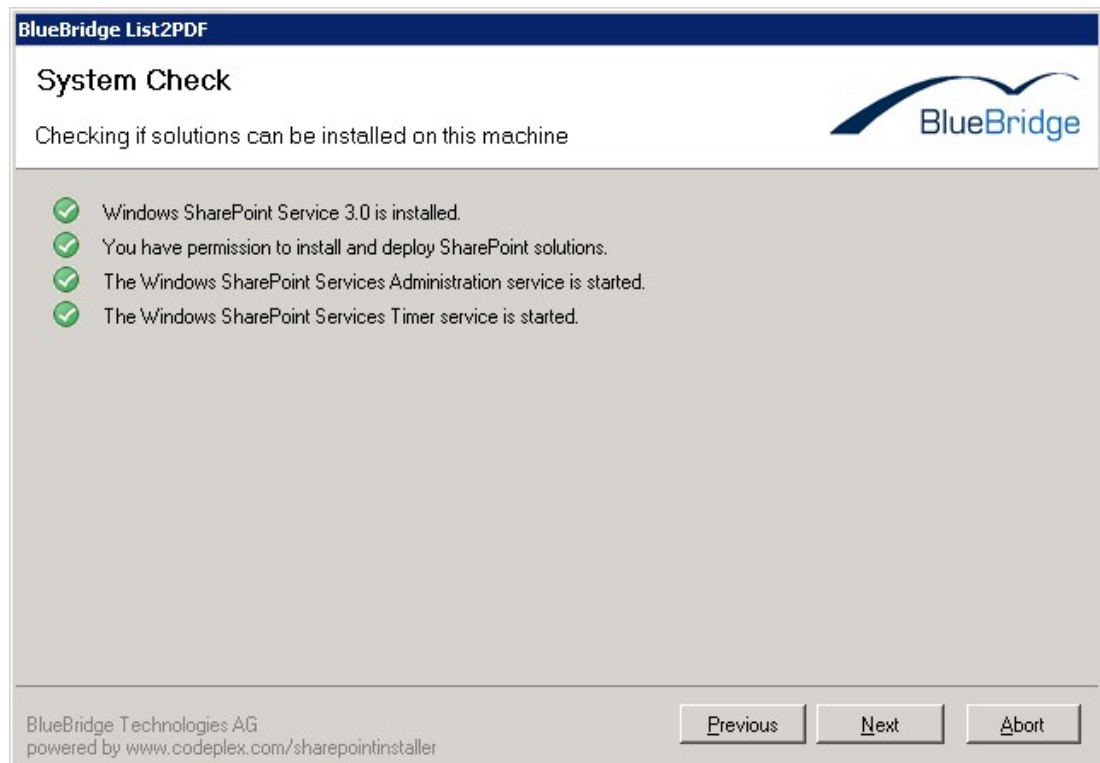 BlueBridge List2PDF
System Check
Checking if solutions can be installed on this machine
BlueBridge
Windows SharePoint Service 3.0 is installed.
You have permission to install and deploy SharePoint solutions.
The Windows SharePoint Services Administration service is started.
The Windows SharePoint Services Timer service is started.
BlueBridge Technologies AG
powered by www.codeplex.com/sharepointinstaller
Previous Next Abort